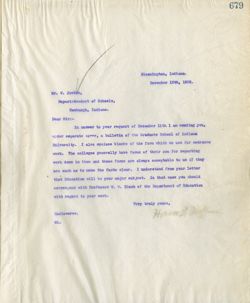 679
Bloomington, Indiana.
December 12th, 1908.
Mr. W.
Superintendent of Schools,
Newburgh, Indiana.
Dear Sir:
In answer to your request of December 11th I am sending you,
under separate cover, a bulletin of the Graduate School of Indiana
University. I also enclose blanks of the form which we use for entrance
work. The colleges generally have forms of their own for reporting
work done in them and these forms are always acceptable to us if they
are such as to make the facts clear. I understand from your letter
that Education will be your major subject. In that case you should
correspond with Professor W. W. Black of the Department of Education
with regard to your work.
Very truly yours,
Enclosures.